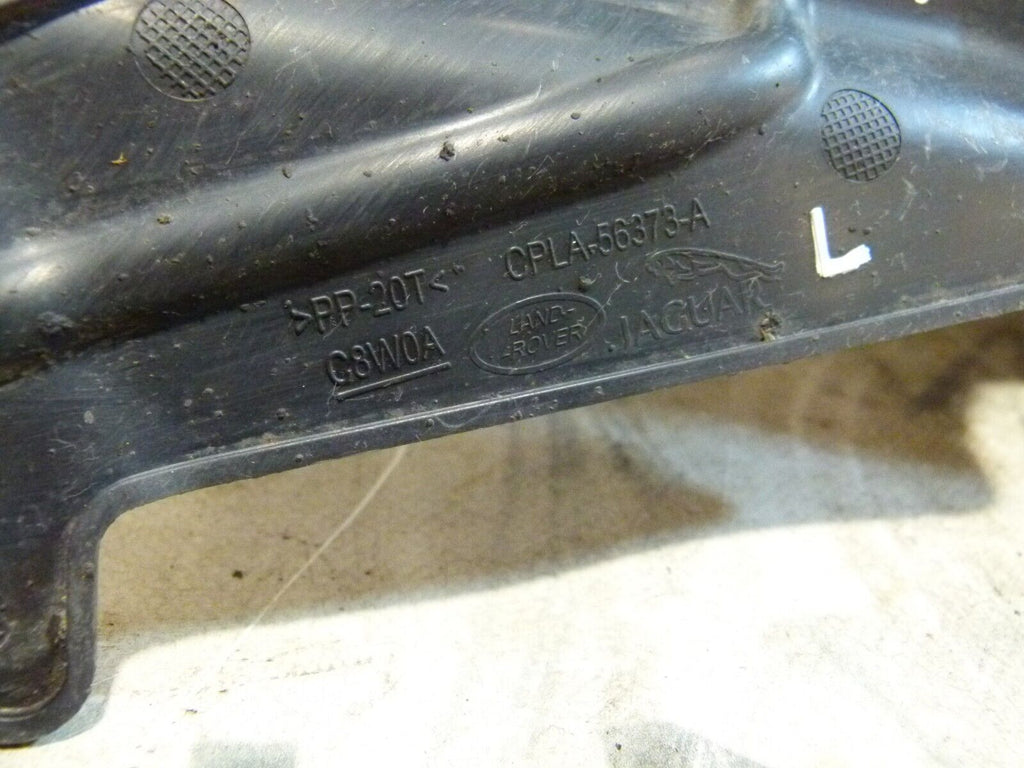 CPLA-56373-A
>PP-20T<
C8W0A
LAND-
-ROVER
JAGUAR
L